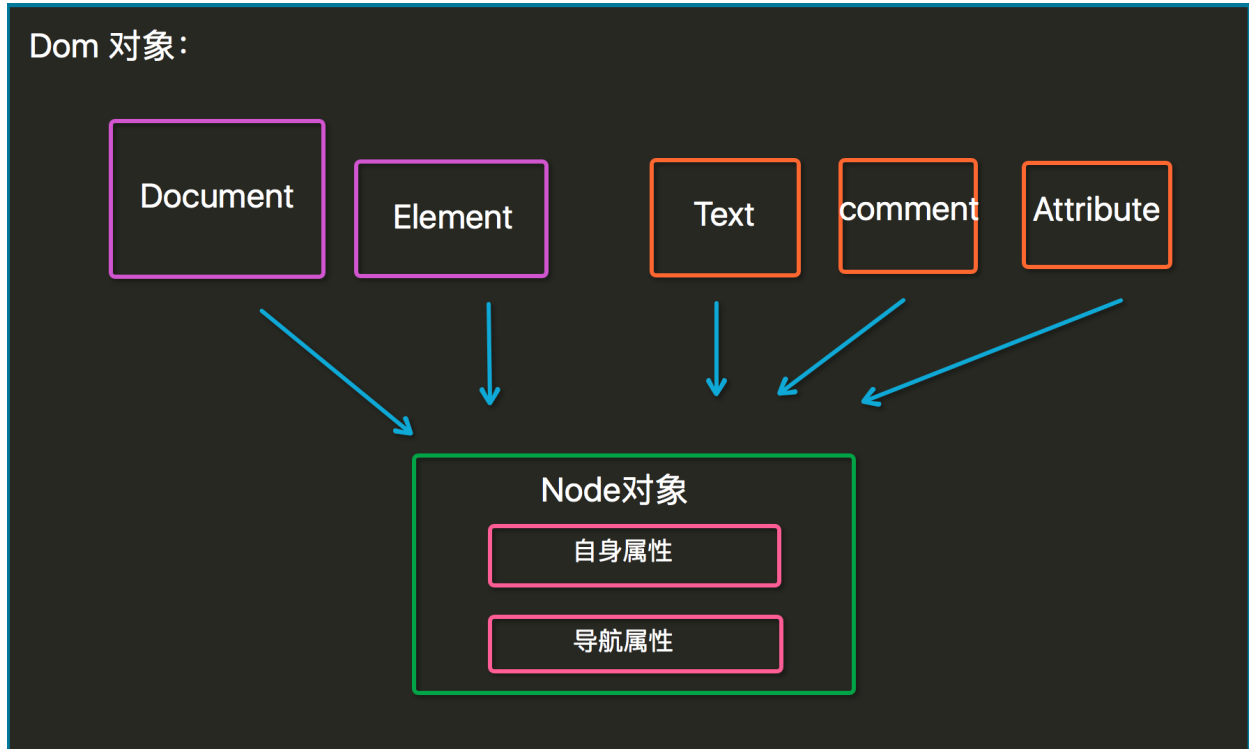 Dom 对象：
Document
Element
Text
comment
Attribute
Node对象
自身属性
导航属性